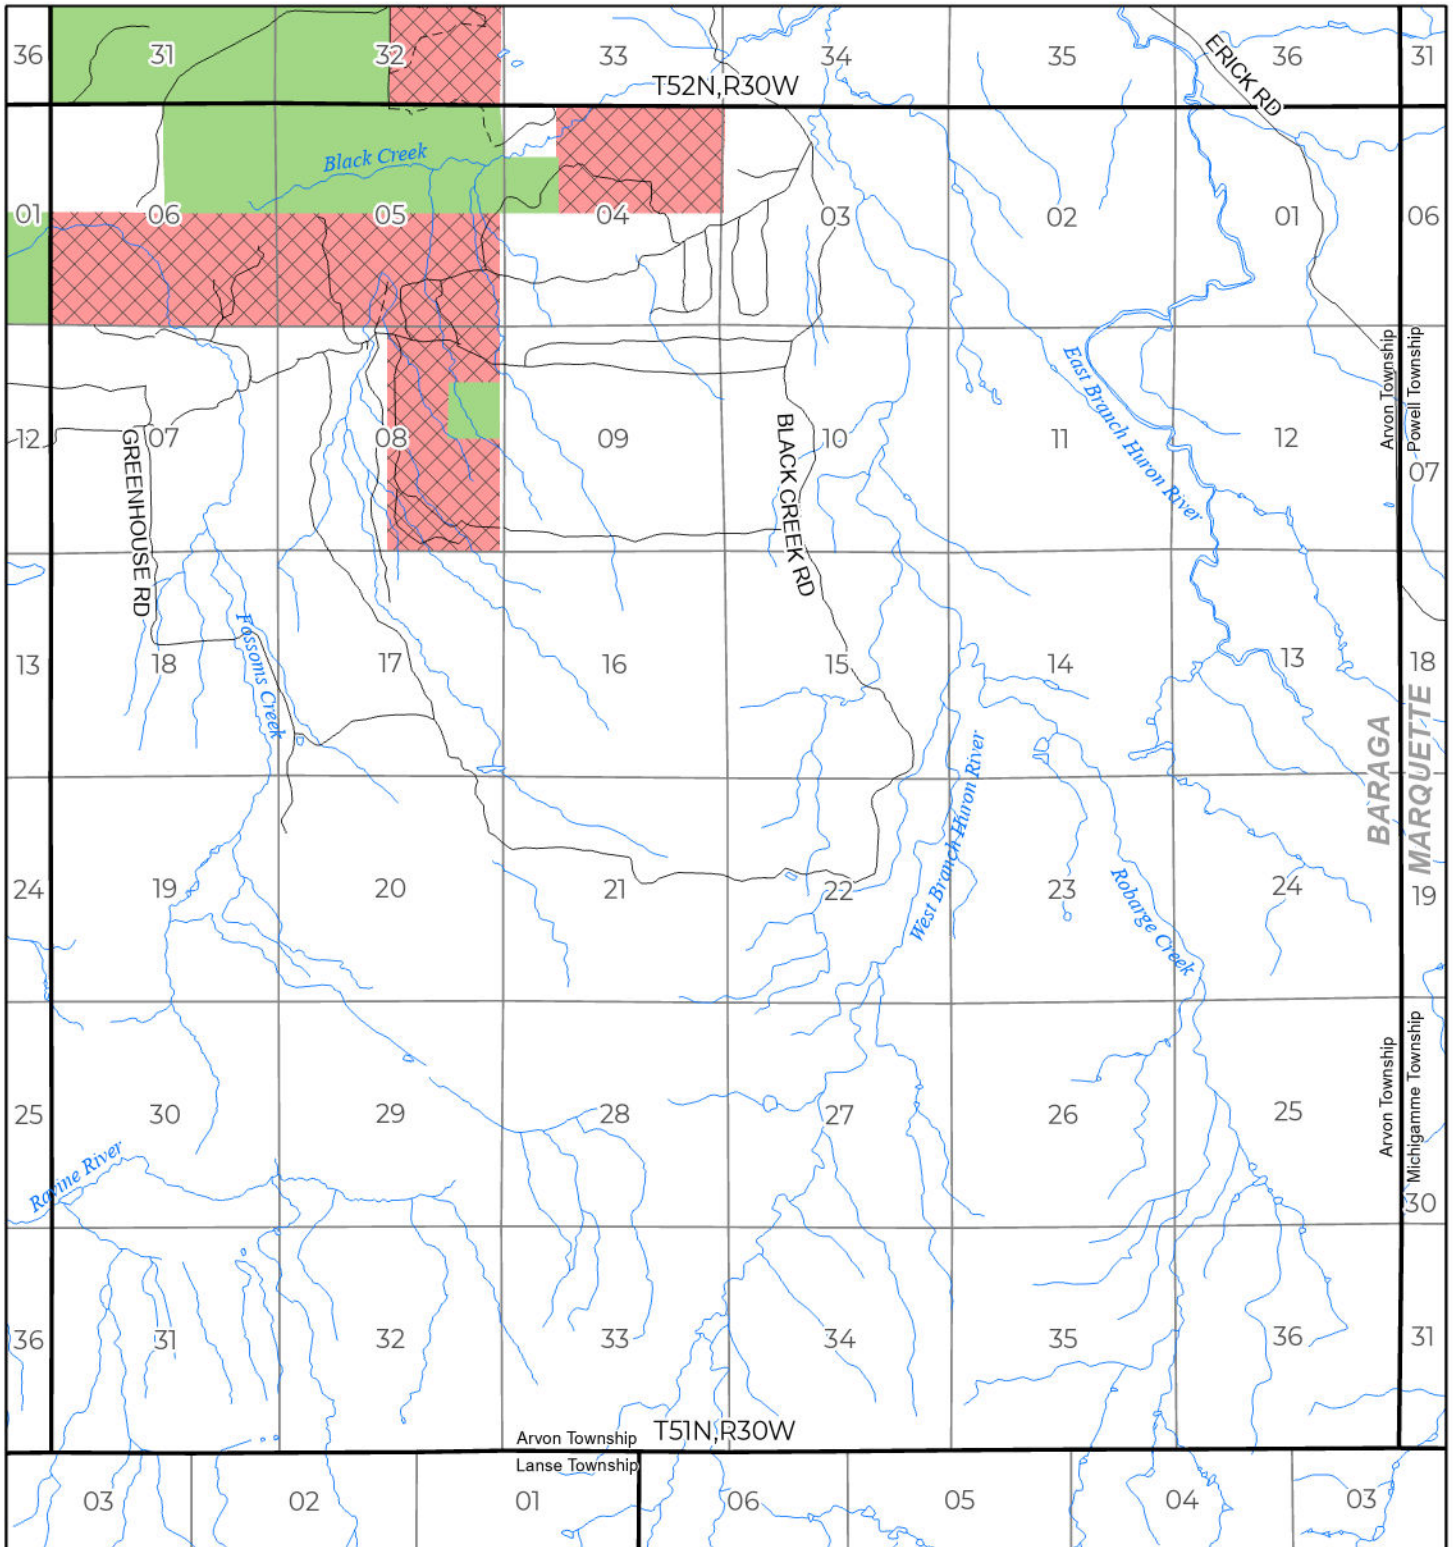 36 31 32 33 34 35 36 31
ERICK RD
T52N,R30W
Black Creek
01 06 05 04 03 02 01 06
Arvon Township
Powell Township
East Branch Huron River
12 07 08 09 10 11 12 07
GREENHOUSE RD
BLACK CREEK RD
Fossoms Creek
13 18 17 16 15 14 13 18
BARAGA
MARQUETTE
West Branch Huron River
Robarge Creek
24 19 20 21 22 23 24 19
Arvon Township
Michigamme Township
25 30 29 28 27 26 25 30
Ravine River
36 31 32 33 34 35 36 31
T51N,R30W
Arvon Township
Lanse Township
03 02 01 06 05 04 03